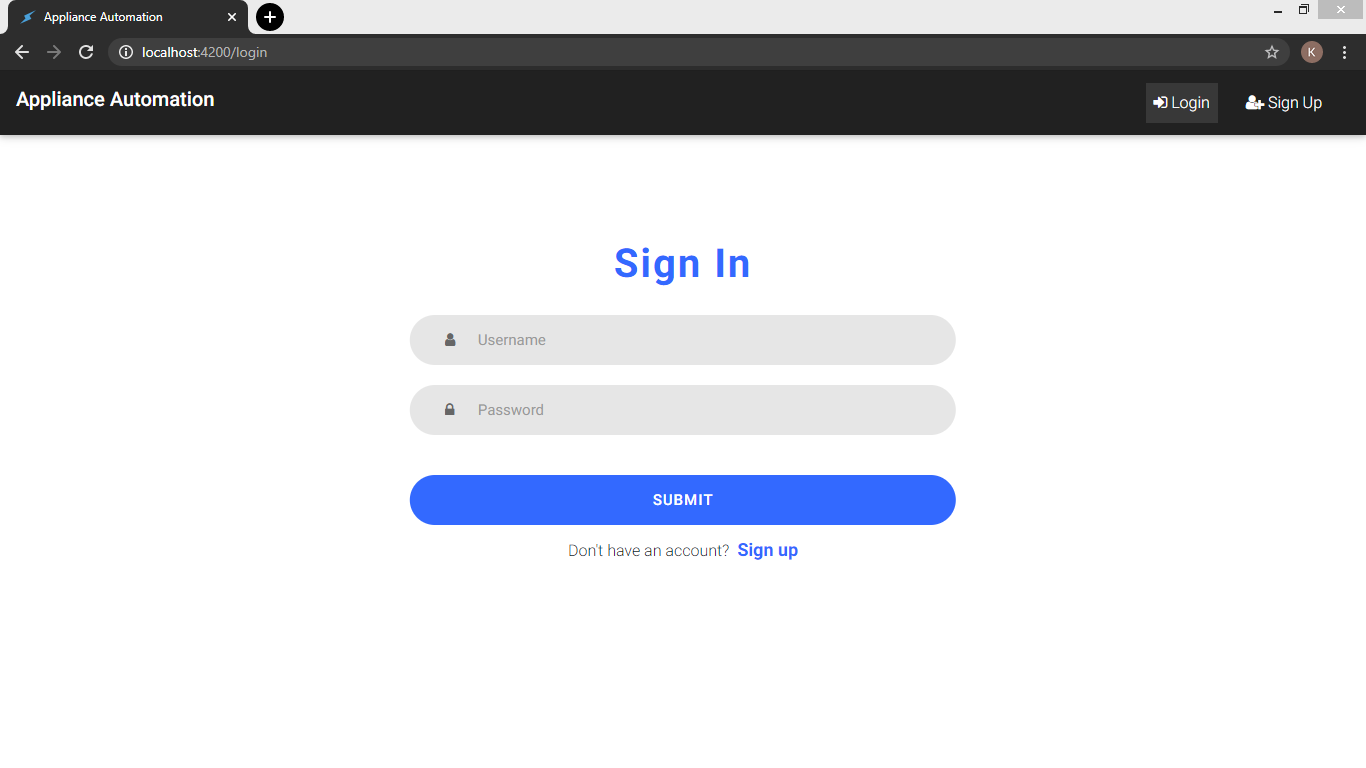 Appliance Automation
localhost:4200/login
K
Appliance Automation
Login
Sign Up
Sign In
Username
Password
SUBMIT
Don't have an account? Sign up